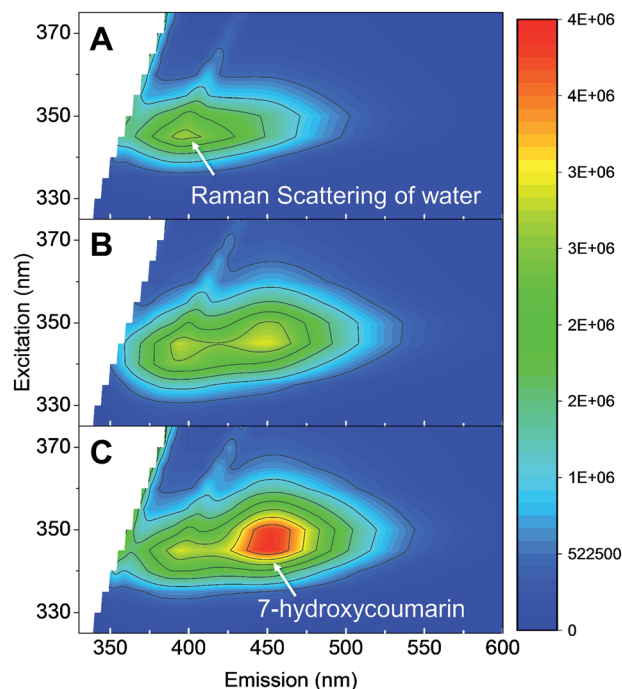 A
Raman Scattering of water
370
350
330
B
370
350
330
C
7-hydroxycoumarin
370
350
330
Excitation (nm)
350 400 450 500 550 600
Emission (nm)
4E+06
4E+06
3E+06
3E+06
2E+06
2E+06
1E+06
522500
0